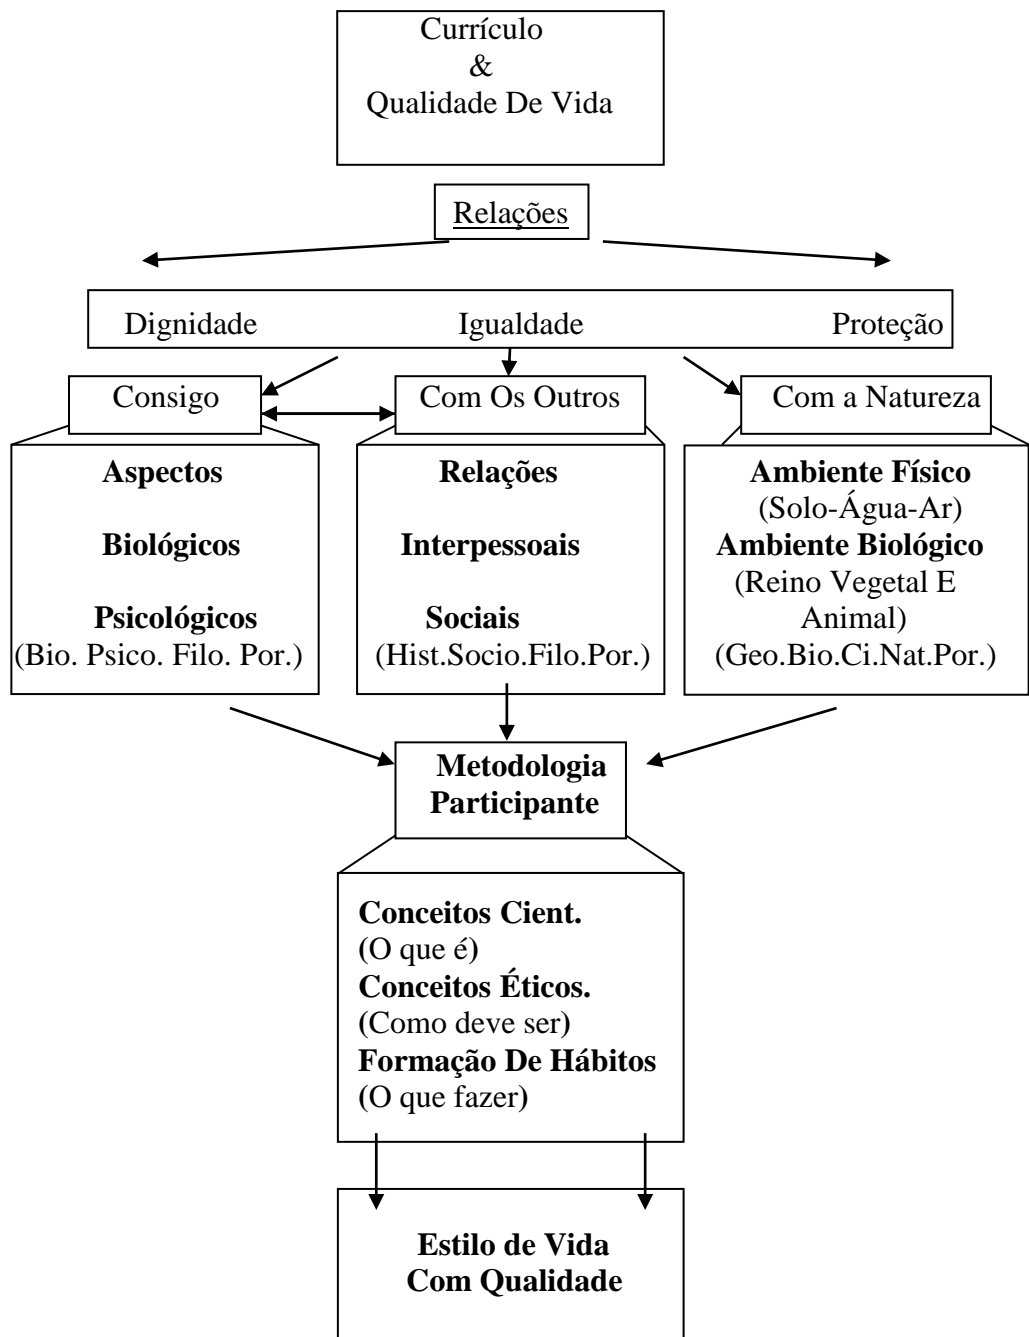 Currículo
&
Qualidade De Vida
Relações
Dignidade Igualdade Proteção
Consigo
Com Os Outros
Com a Natureza
Aspectos
Biológicos
Psicológicos
(Bio. Psico. Filo. Por.)
Relações
Interpessoais
Sociais
(Hist.Socio.Filo.Por.)
Ambiente Físico
(Solo-Água-Ar)
Ambiente Biológico
(Reino Vegetal E
Animal)
(Geo.Bio.Ci.Nat.Por.)
Metodologia
Participante
Conceitos Cient.
(O que é)
Conceitos Éticos.
(Como deve ser)
Formação De Hábitos
(O que fazer)
Estilo de Vida
Com Qualidade